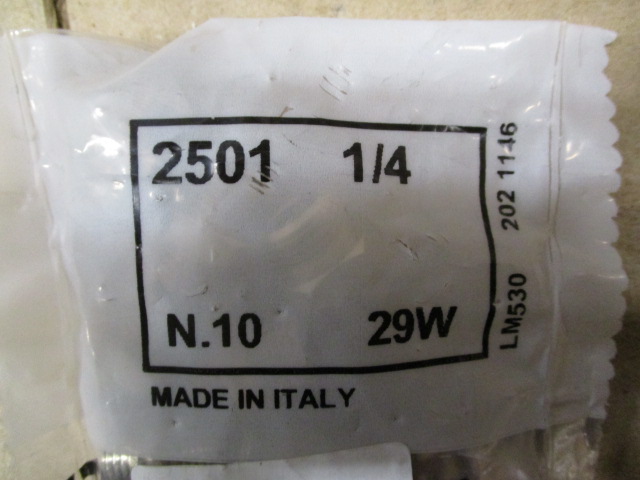 2501 1/4
N.10 29W
MADE IN ITALY
LM530 202 1146